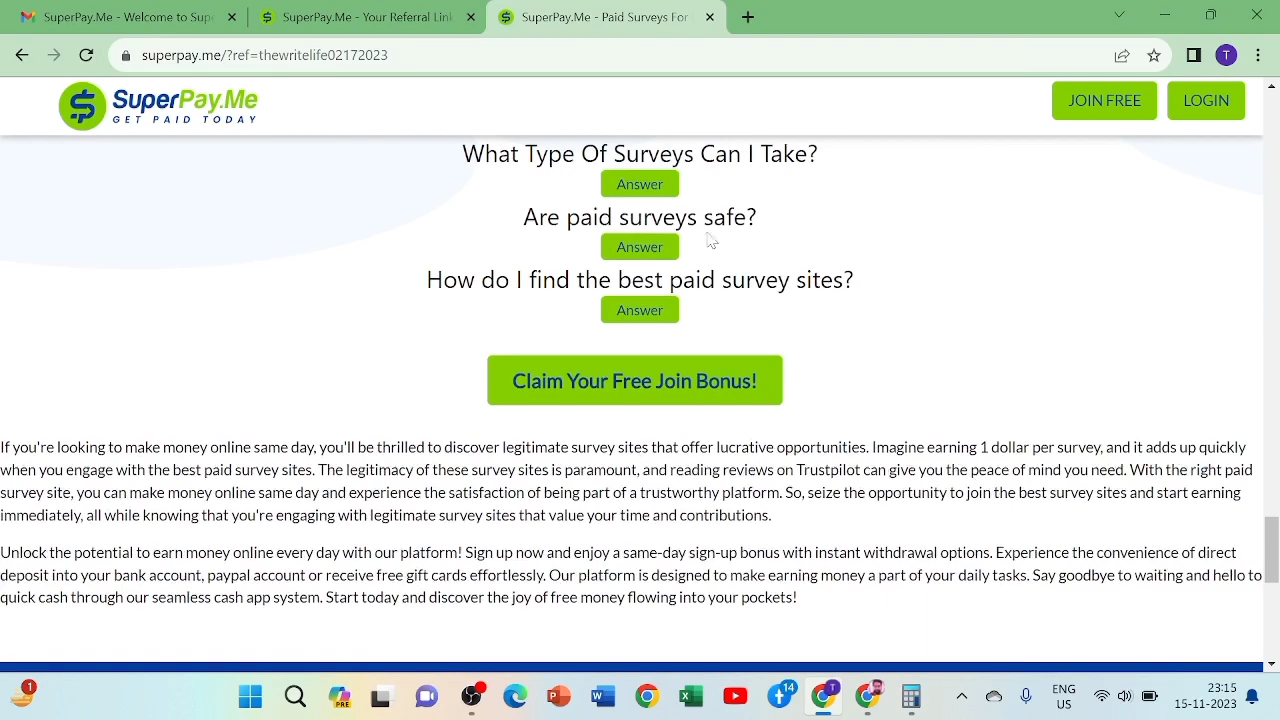 SuperPay.Me - Welcome to Supe
SuperPay.Me - Your Referral Link
SuperPay.Me - Paid Surveys For
superpay.me/?ref=thewritelife02172023
T
SuperPay.Me
GET PAID TODAY
JOIN FREE
LOGIN
What Type Of Surveys Can I Take?
Answer
Are paid surveys safe?
Answer
How do I find the best paid survey sites?
Answer
Claim Your Free Join Bonus!
If you're looking to make money online same day, you'll be thrilled to discover legitimate survey sites that offer lucrative opportunities. Imagine earning 1 dollar per survey, and it adds up quickly
when you engage with the best paid survey sites. The legitimacy of these survey sites is paramount, and reading reviews on Trustpilot can give you the peace of mind you need. With the right paid
survey site, you can make money online same day and experience the satisfaction of being part of a trustworthy platform. So, seize the opportunity to join the best survey sites and start earning
immediately, all while knowing that you're engaging with legitimate survey sites that value your time and contributions.
Unlock the potential to earn money online every day with our platform! Sign up now and enjoy a same-day sign-up bonus with instant withdrawal options. Experience the convenience of direct
deposit into your bank account, paypal account or receive free gift cards effortlessly. Our platform is designed to make earning money a part of your daily tasks. Say goodbye to waiting and hello to
quick cash through our seamless cash app system. Start today and discover the joy of free money flowing into your pockets!
1
PRE
14
T
ENG
US
23:15
15-11-2023